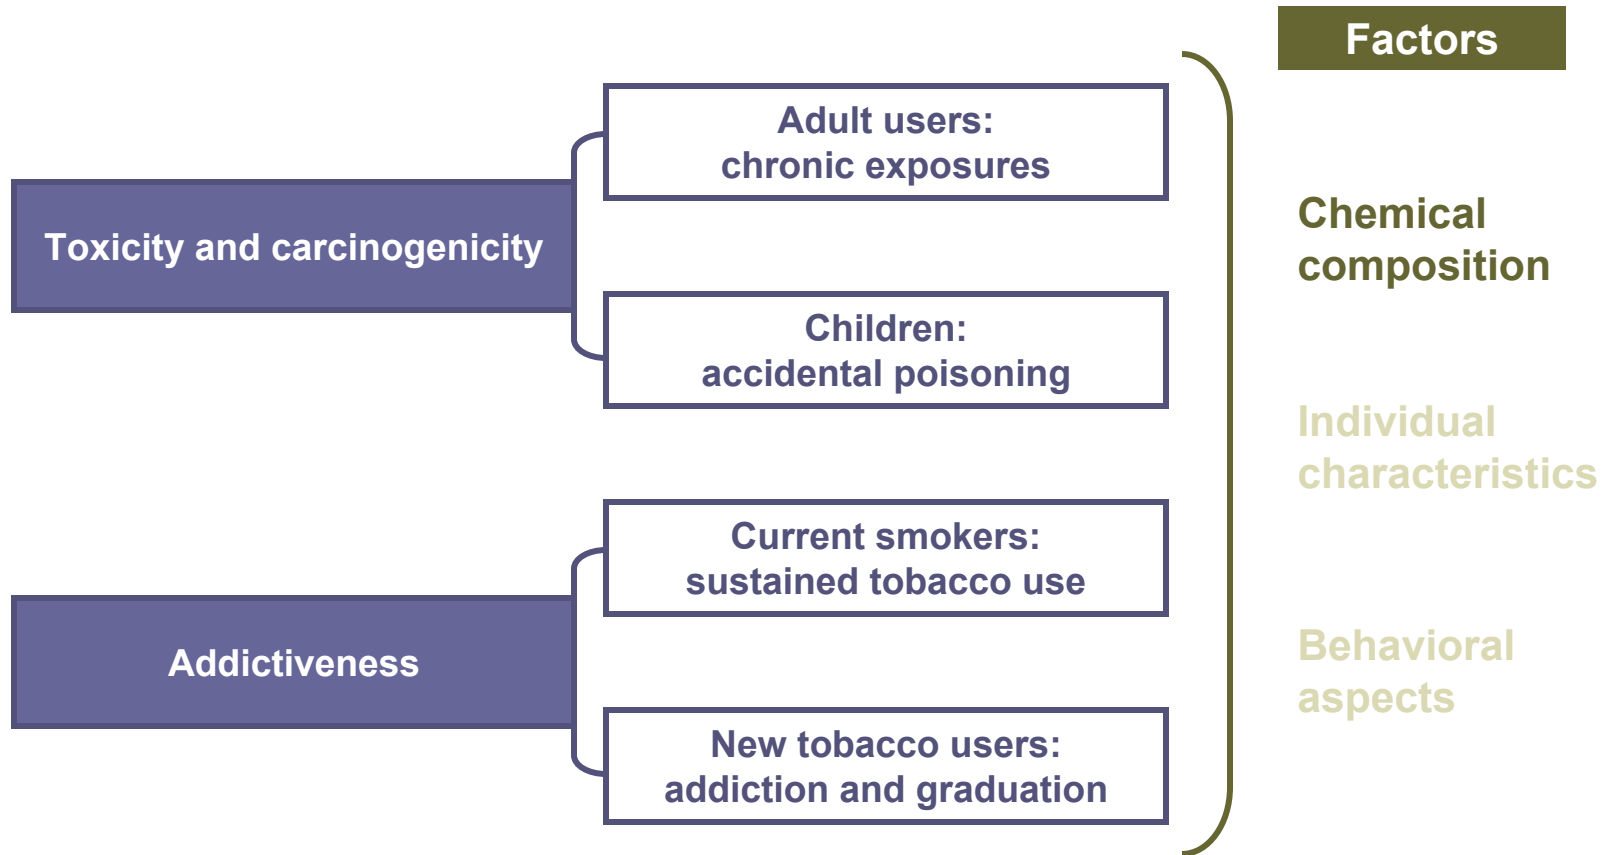 Factors
Adult users:
chronic exposures
Toxicity and carcinogenicity
Children:
accidental poisoning
Current smokers:
sustained tobacco use
Addictiveness
New tobacco users:
addiction and graduation
Chemical
composition
Individual
characteristics
Behavioral
aspects